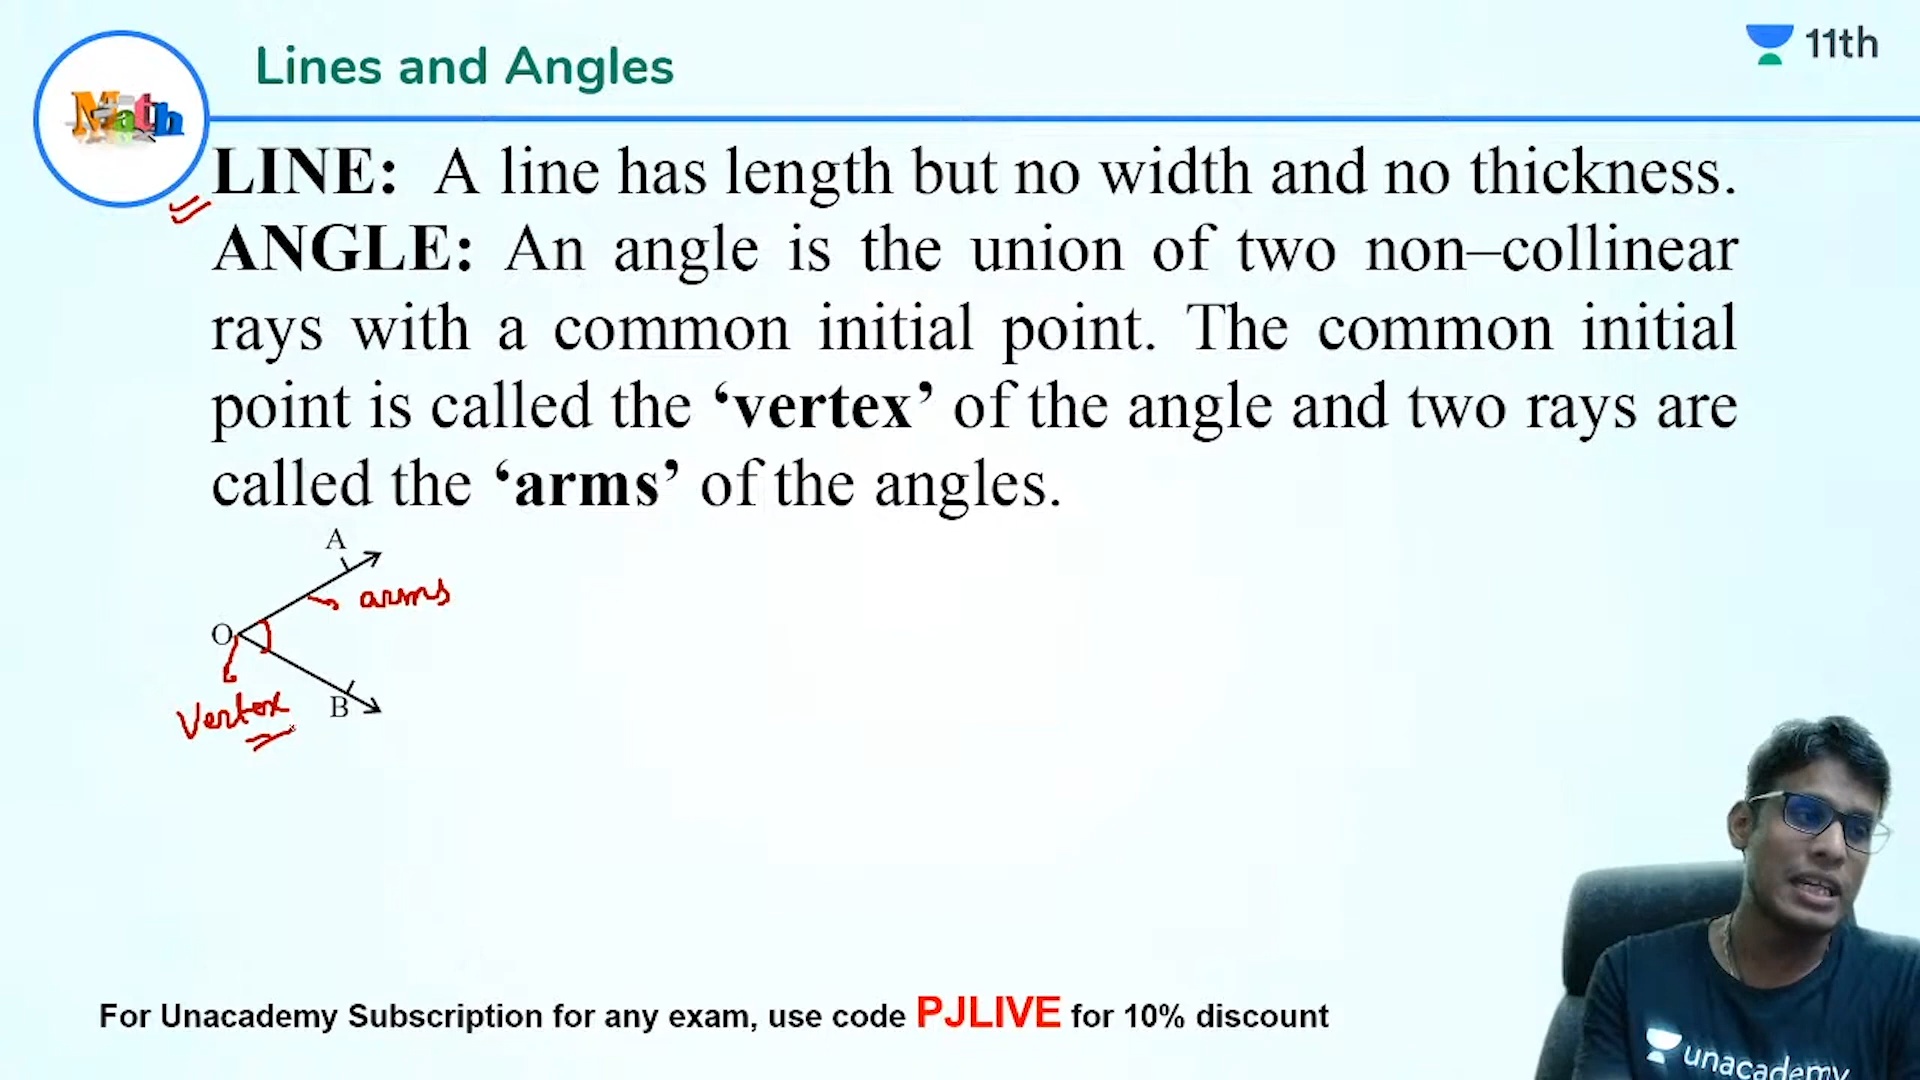 Lines and Angles
11th
Math
LINE: A line has length but no width and no thickness.
ANGLE: An angle is the union of two non–collinear
rays with a common initial point. The common initial
point is called the ‘vertex’ of the angle and two rays are
called the ‘arms’ of the angles.
A
arms
O
B
Vertex
For Unacademy Subscription for any exam, use code PJLIVE for 10% discount
unacademy